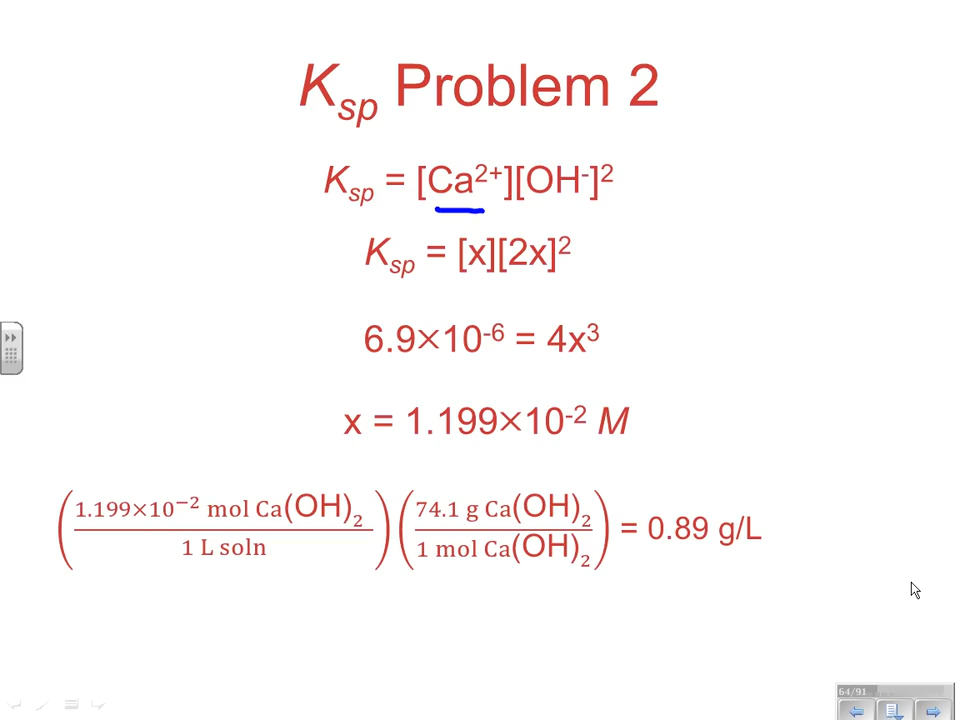 Ksp Problem 2
Ksp = [Ca²⁺][OH⁻]²
Ksp = [x][2x]²
6.9×10⁻⁶ = 4x³
x = 1.199×10⁻² M
(1.199×10⁻² mol Ca(OH)₂ / 1 L soln) (74.1 g Ca(OH)₂ / 1 mol Ca(OH)₂) = 0.89 g/L
64/91